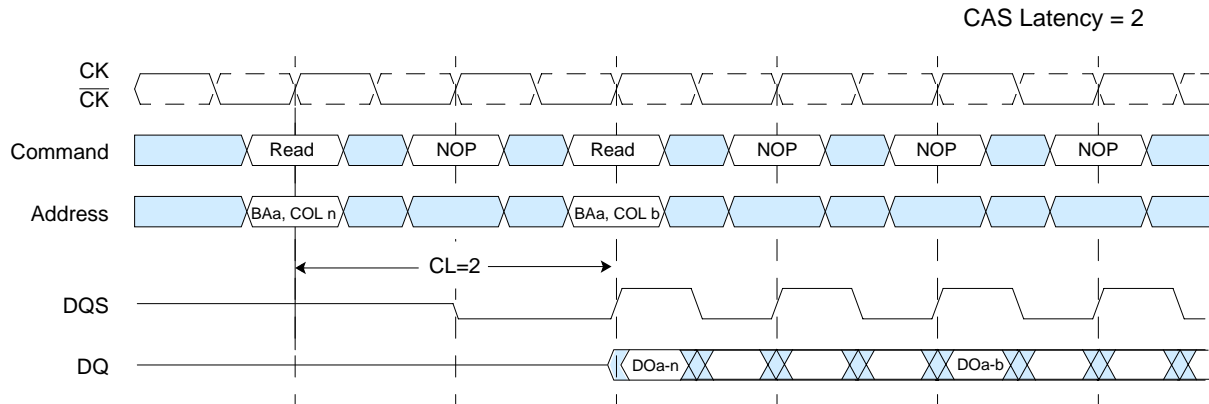 CAS Latency = 2
CK
CK
Command Read NOP Read NOP NOP NOP
Address BAa, COL n BAa, COL b
CL=2
DQS
DQ DOa-n DOa-b